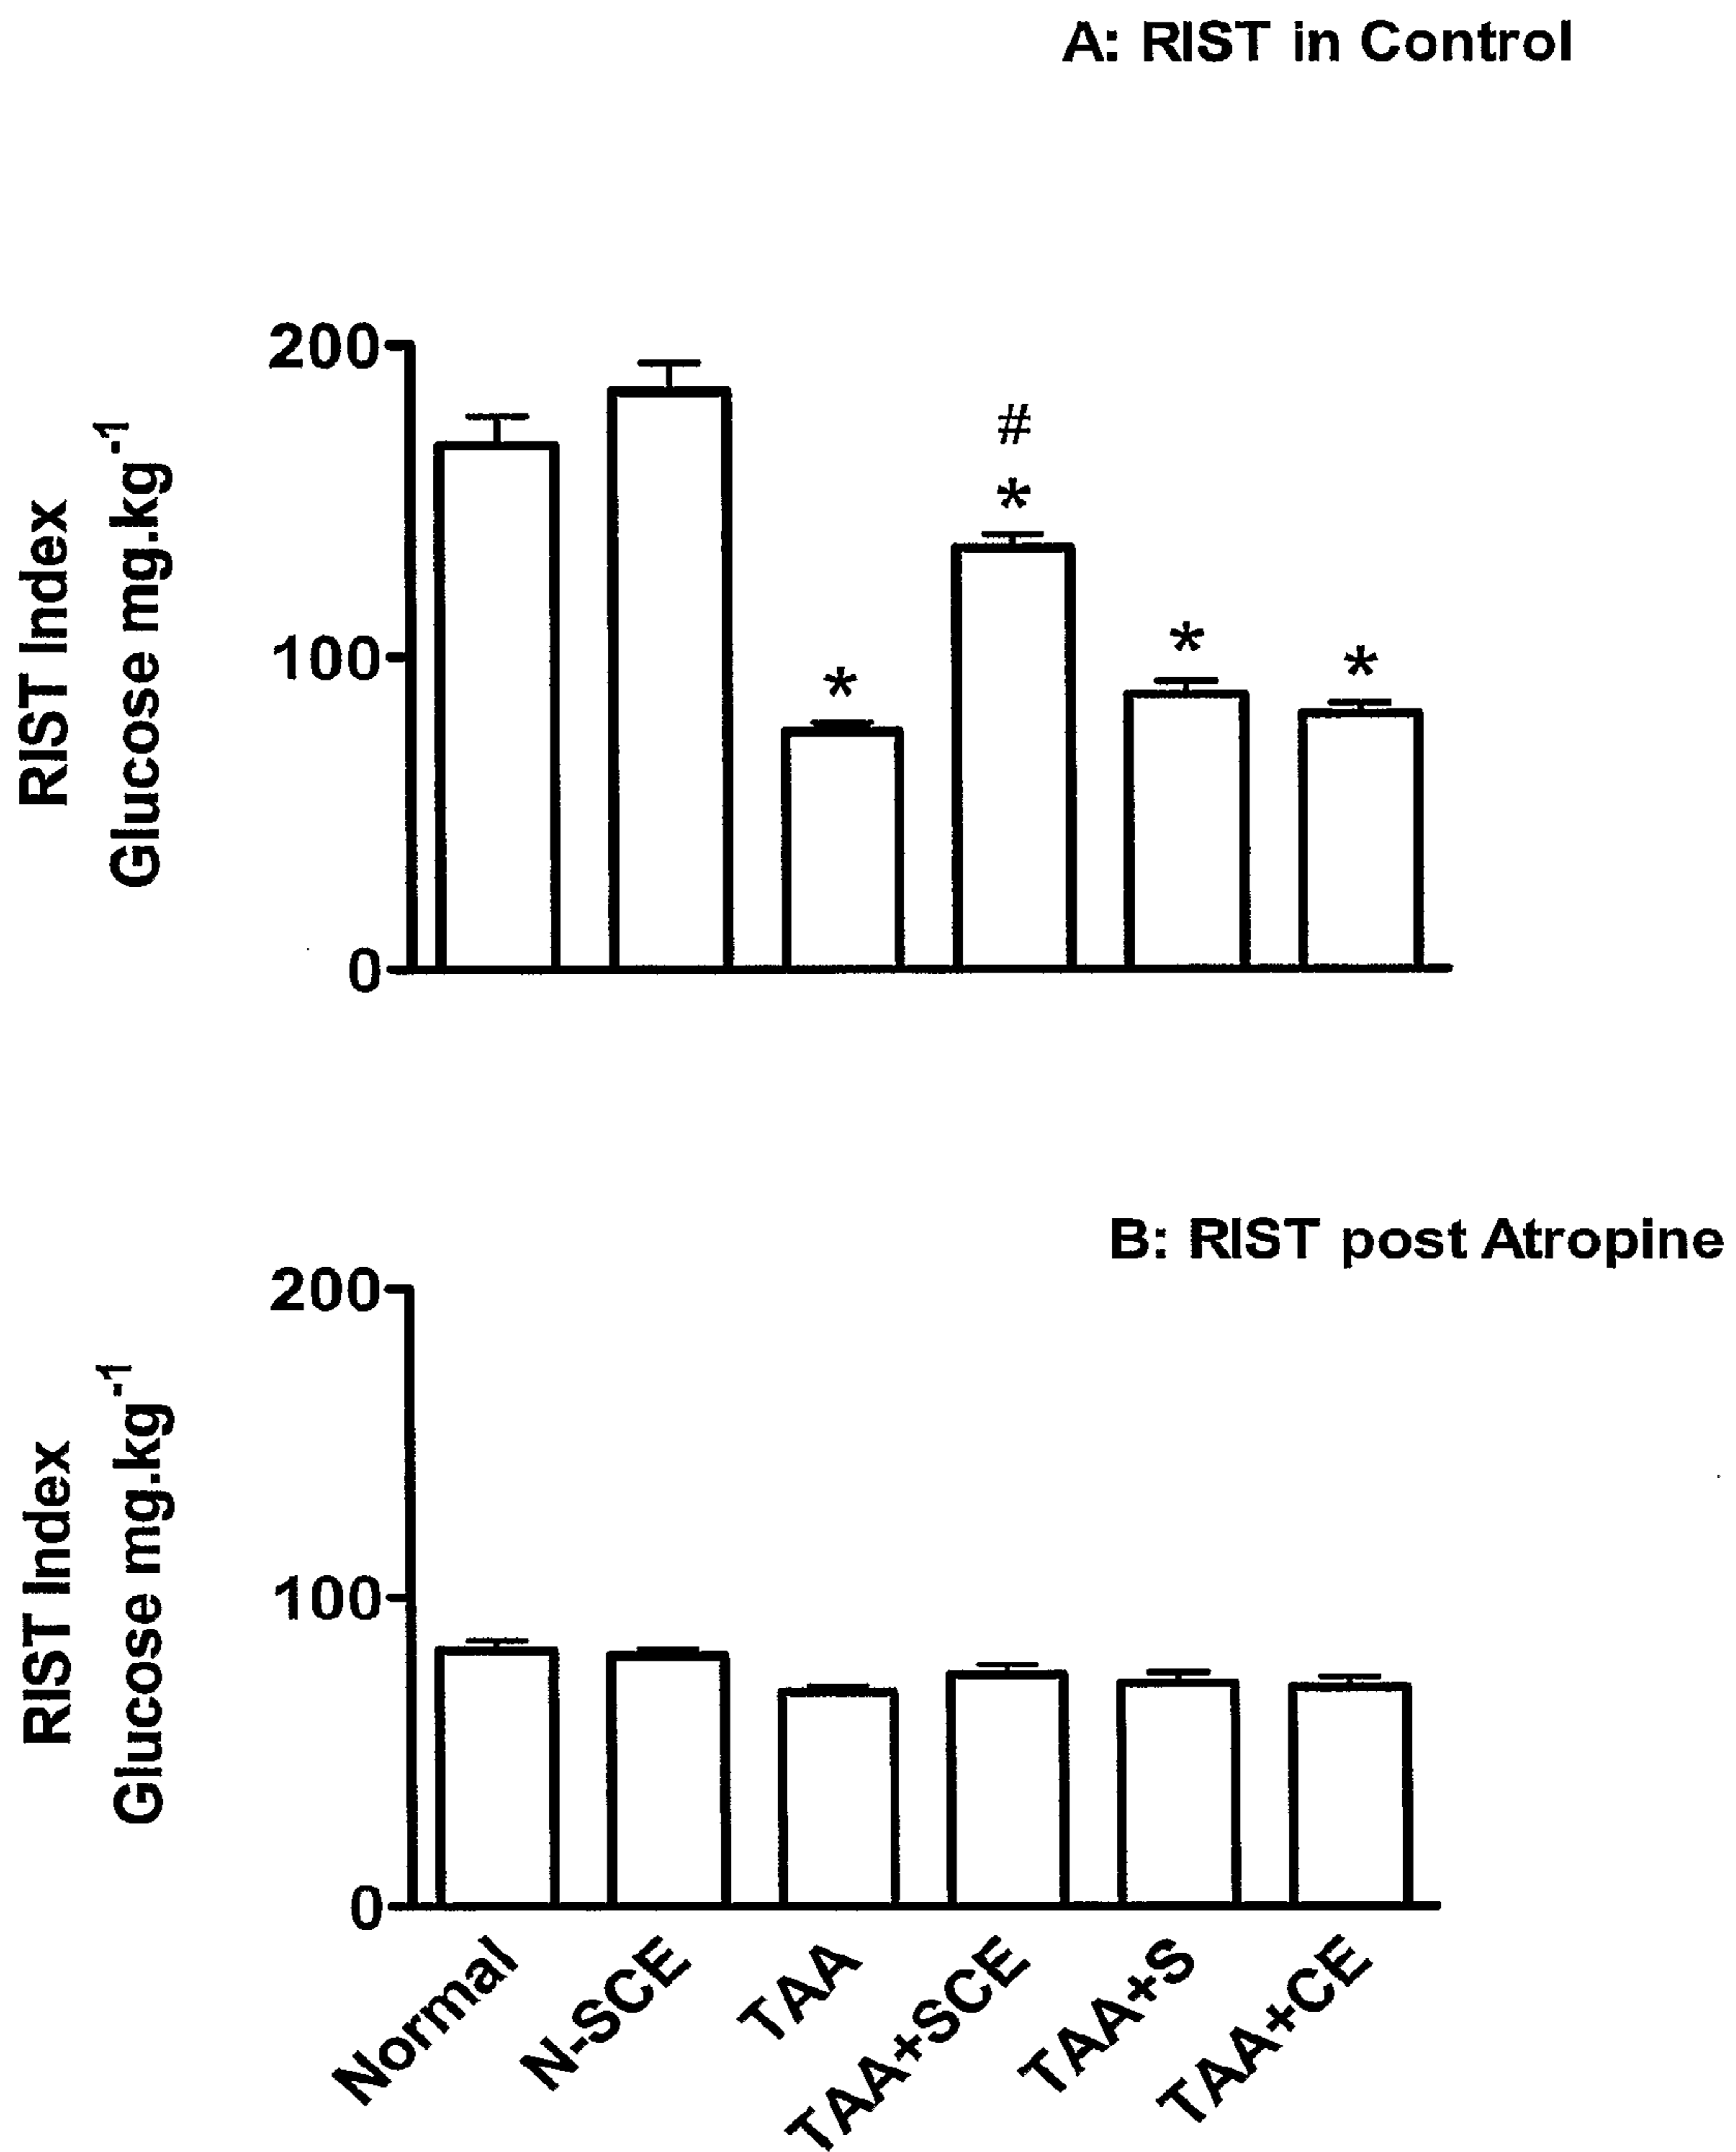 A: RIST in Control
RIST Index
Glucose mg.kg-1
200
100
0
#
*
*
*
*
B: RIST post Atropine
RIST Index
Glucose mg.kg-1
200
100
0
Normal
N-SCE
TAA
TAA+SCE
TAA+S
TAA+CE